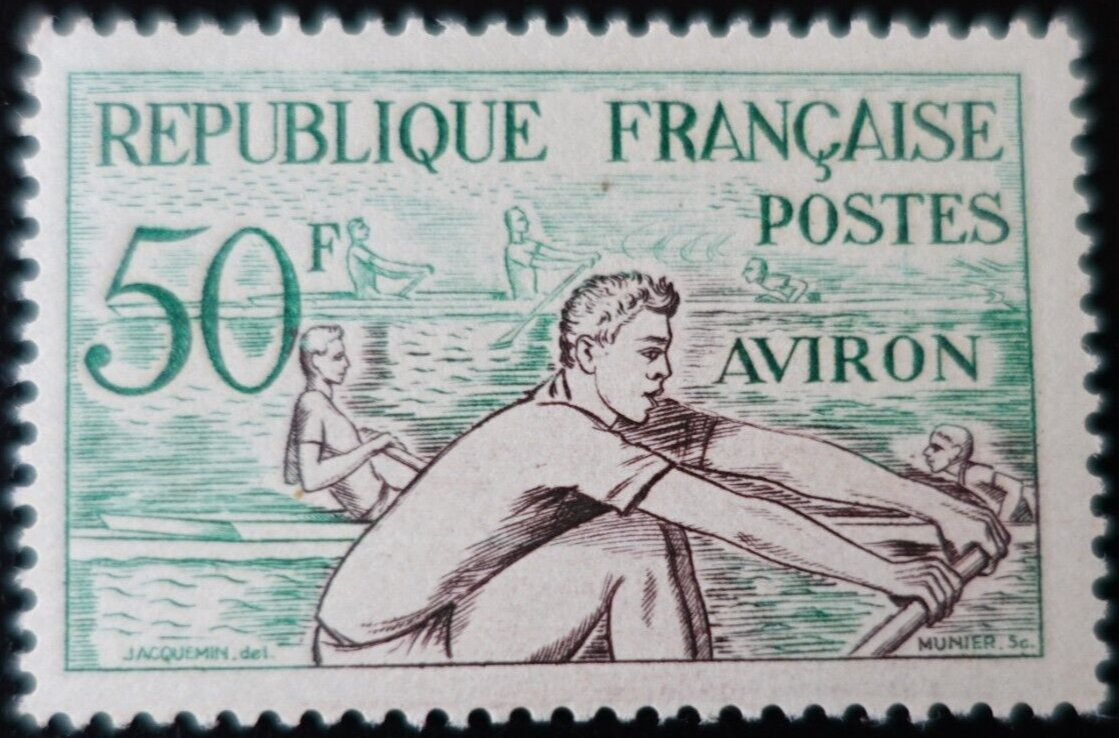 REPUBLIQUE FRANÇAISE
POSTES
50F
AVIRON
JACQUEMIN.del.
MUNIER.Sc.